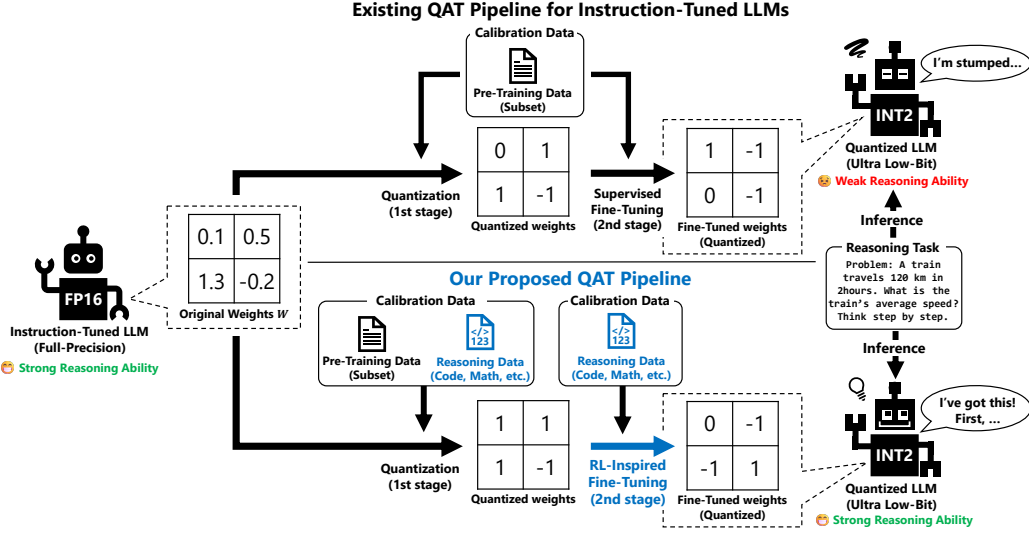 Existing QAT Pipeline for Instruction-Tuned LLMs
Calibration Data
Pre-Training Data
(Subset)
Quantization
(1st stage)
0 1
1 -1
Quantized weights
Supervised
Fine-Tuning
(2nd stage)
1 -1
0 -1
Fine-Tuned weights
(Quantized)
I'm stumped...
INT2
Quantized LLM
(Ultra Low-Bit)
Weak Reasoning Ability
Inference
Reasoning Task
Problem: A train
travels 120 km in
2hours. What is the
train's average speed?
Think step by step.
Inference
FP16
Instruction-Tuned LLM
(Full-Precision)
Strong Reasoning Ability
0.1 0.5
1.3 -0.2
Original Weights W
Our Proposed QAT Pipeline
Calibration Data
Pre-Training Data
(Subset)
</>
123
Reasoning Data
(Code, Math, etc.)
Calibration Data
</>
123
Reasoning Data
(Code, Math, etc.)
Quantization
(1st stage)
1 1
1 -1
Quantized weights
RL-Inspired
Fine-Tuning
(2nd stage)
0 -1
-1 1
Fine-Tuned weights
(Quantized)
I've got this!
First, ...
INT2
Quantized LLM
(Ultra Low-Bit)
Strong Reasoning Ability